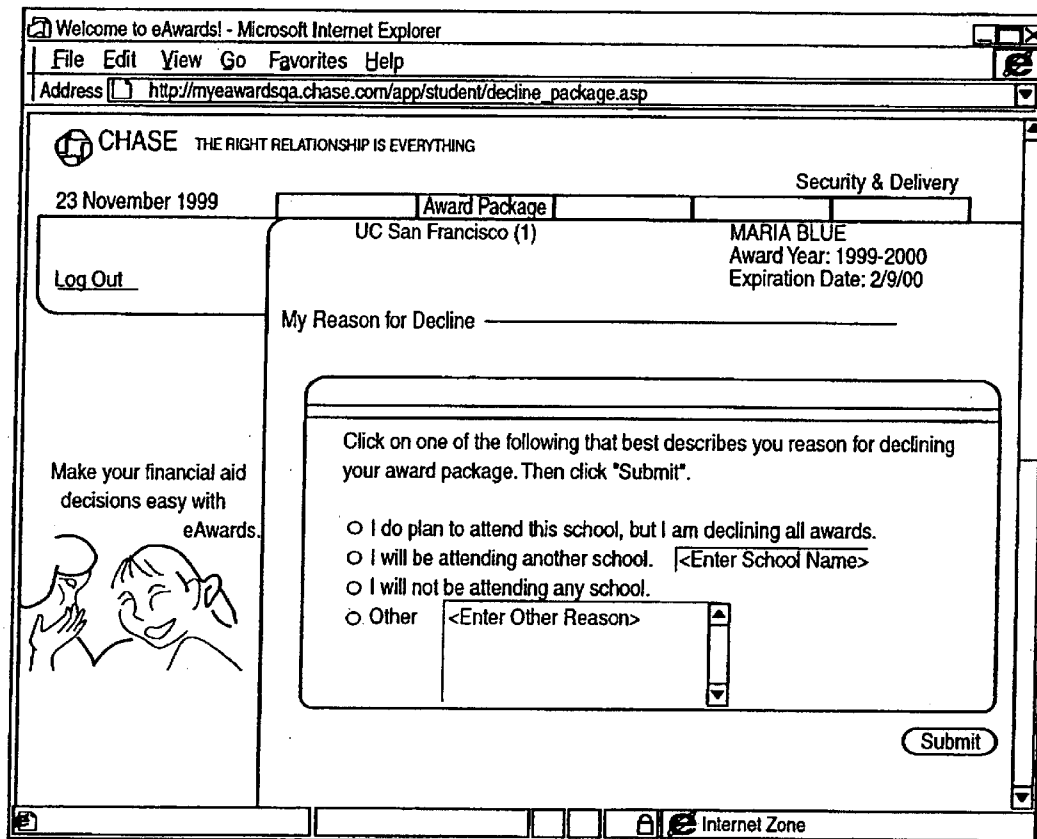 Welcome to eAwards! - Microsoft Internet Explorer
File Edit View Go Favorites Help
Address http://myeawardsqa.chase.com/app/student/decline_package.asp
CHASE THE RIGHT RELATIONSHIP IS EVERYTHING
Security & Delivery
23 November 1999
Award Package
UC San Francisco (1)
MARIA BLUE
Award Year: 1999-2000
Expiration Date: 2/9/00
Log Out
My Reason for Decline
Click on one of the following that best describes you reason for declining
your award package. Then click "Submit".
Make your financial aid
decisions easy with
eAwards.
I do plan to attend this school, but I am declining all awards.
I will be attending another school. <Enter School Name>
I will not be attending any school.
Other <Enter Other Reason>
Submit
Internet Zone